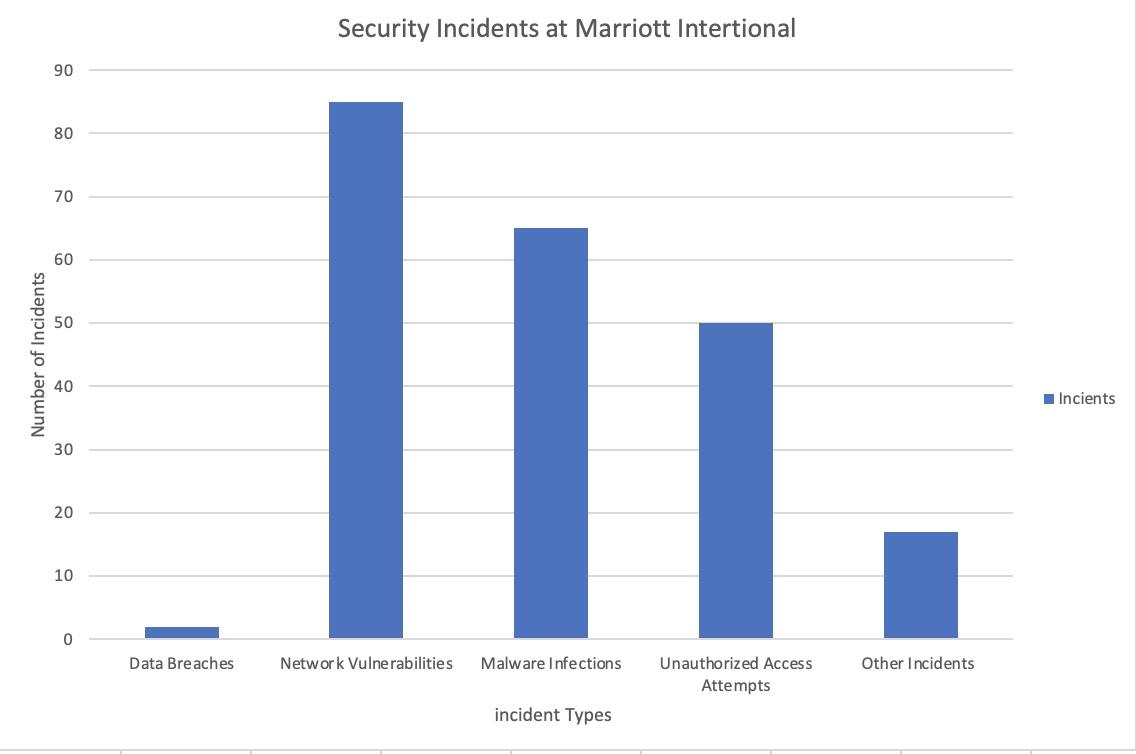 Security Incidents at Marriott Intertional
90
80
70
60
50
40
30
20
10
0
Number of Incidents
Data Breaches
Network Vulnerabilities
Malware Infections
Unauthorized Access
Attempts
Other Incidents
incident Types
Incients